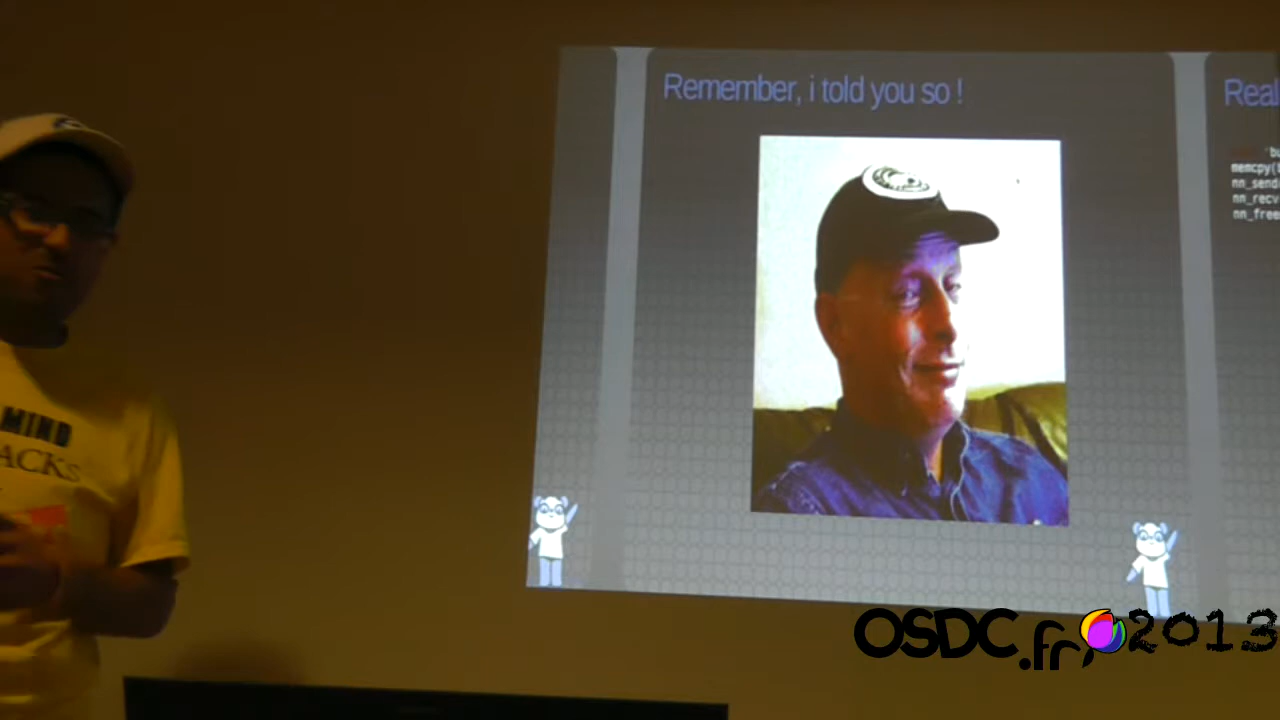 Remember, i told you so !
Real
memcpy(
nn_send
nn_recv
nn_free
MIND
ACKS
OSDC.fr,2013